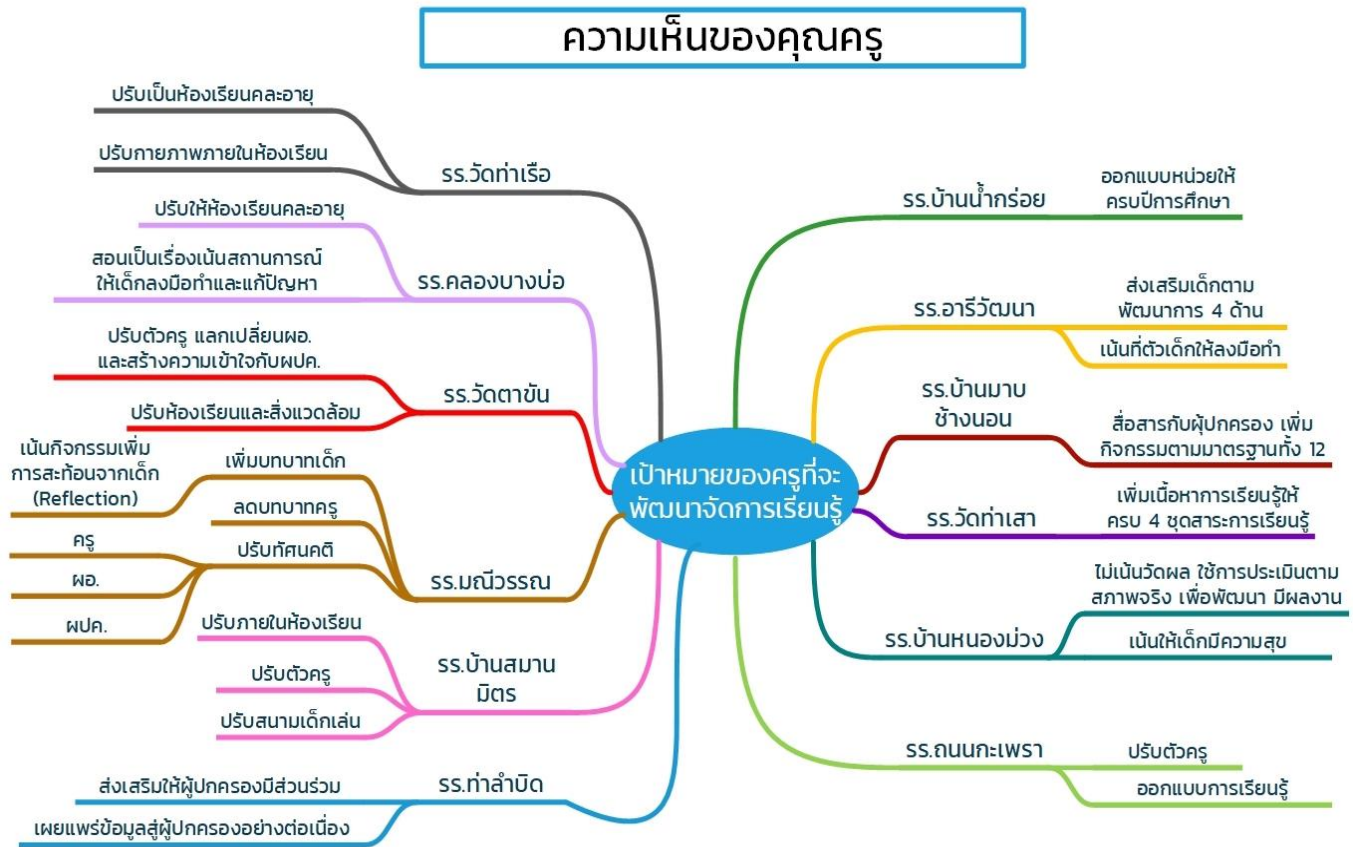 ความเห็นของคุณครู
ปรับเป็นห้องเรียนคละอายุ
ปรับกายภาพภายในห้องเรียน
รร.วัดท่าเรือ
ปรับให้ห้องเรียนคละอายุ
สอนเป็นเรื่องเน้นสถานการณ์
ให้เด็กลงมือทำและแก้ปัญหา
รร.คลองบางบ่อ
ปรับตัวครู แลกเปลี่ยนผอ.
และสร้างความเข้าใจกับผปค.
ปรับห้องเรียนและสิ่งแวดล้อม
รร.วัดตาขัน
เน้นกิจกรรมเพิ่ม
การสะท้อนจากเด็ก
(Reflection)
เพิ่มบทบาทเด็ก
ลดบทบาทครู
ครู
ผอ.
ผปค.
ปรับทัศนคติ
รร.มณีวรรณ
ปรับภายในห้องเรียน
ปรับตัวครู
ปรับสนามเด็กเล่น
รร.บ้านสมาน
มิตร
ส่งเสริมให้ผู้ปกครองมีส่วนร่วม
เผยแพร่ข้อมูลสู่ผู้ปกครองอย่างต่อเนื่อง
รร.ท่าลำบิด
เป้าหมายของครูที่จะ
พัฒนาจัดการเรียนรู้
รร.บ้านน้ำกร่อย
ออกแบบหน่วยให้
ครบปีการศึกษา
รร.อารีวัฒนา
ส่งเสริมเด็กตาม
พัฒนาการ 4 ด้าน
เน้นที่ตัวเด็กให้ลงมือทำ
รร.บ้านมาบ
ช้างนอน
สื่อสารกับผุ้ปกครอง เพิ่ม
กิจกรรมตามมาตรฐานทั้ง 12
รร.วัดท่าเสา
เพิ่มเนื้อหาการเรียนรู้ให้
ครบ 4 ชุดสาระการเรียนรู้
รร.บ้านหนองม่วง
ไม่เน้นวัดผล ใช้การประเมินตาม
สภาพจริง เพื่อพัฒนา มีผลงาน
เน้นให้เด็กมีความสุข
รร.ถนนกะเพรา
ปรับตัวครู
ออกแบบการเรียนรู้